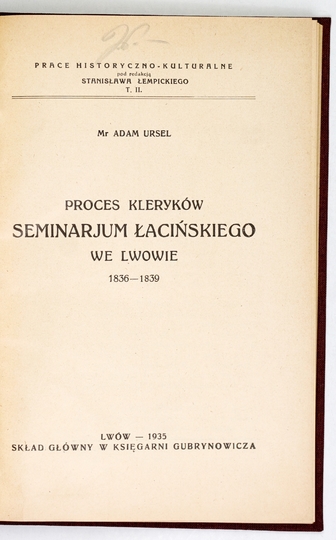 26.—
PRACE HISTORYCZNO-KULTURALNE
pod redakcją
STANISŁAWA ŁEMPICKIEGO
T. II.
Mr ADAM URSEL
PROCES KLERYKÓW
SEMINARJUM ŁACIŃSKIEGO
WE LWOWIE
1836—1839
LWÓW — 1935
SKŁAD GŁÓWNY W KSIĘGARNI GUBRYNOWICZA